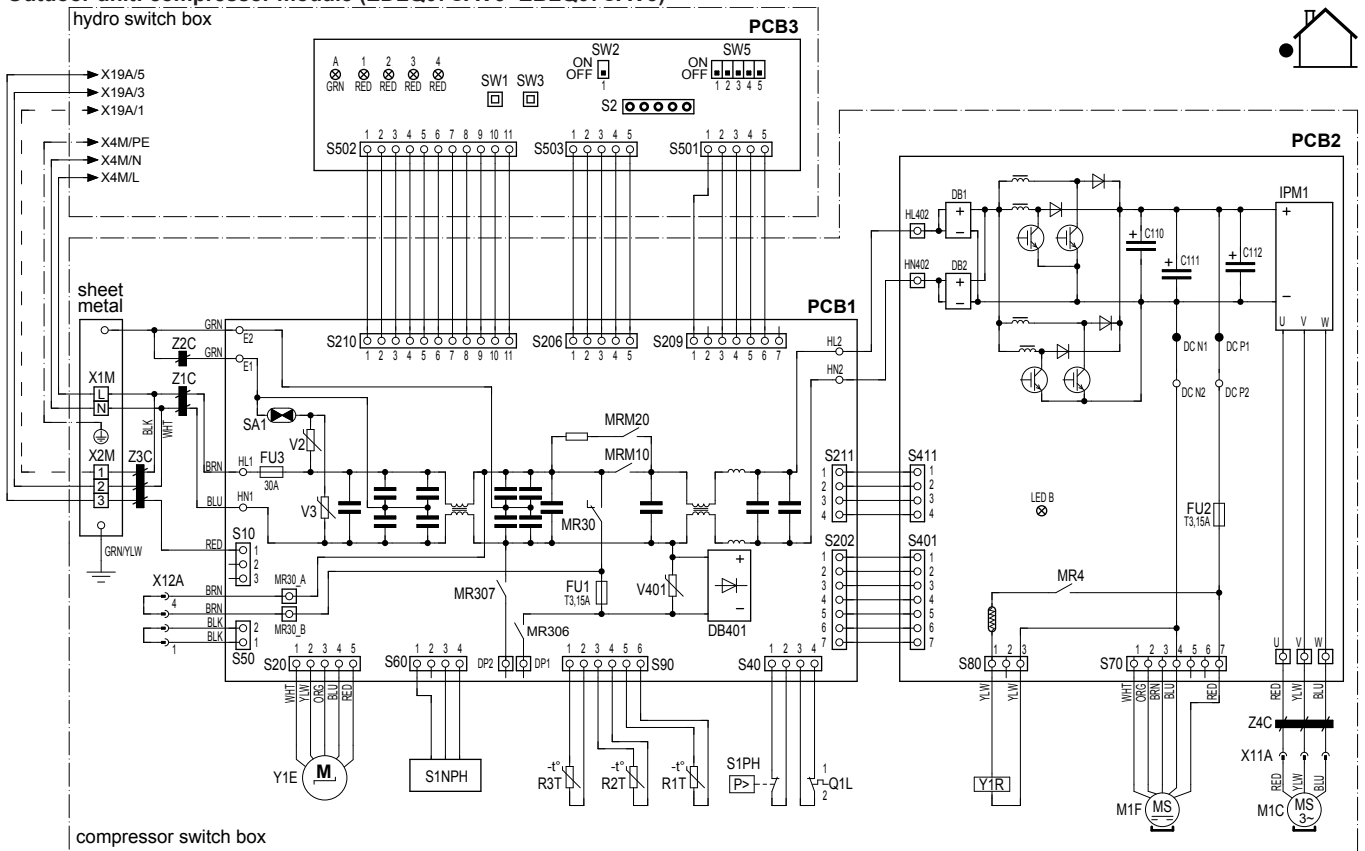 hydro switch box
PCB3
X19A/5
X19A/3
X19A/1
X4M/PE
X4M/N
X4M/L
A 1 2 3 4
GRN RED RED RED RED
SW1 SW3
SW2
ON
OFF
1
SW5
ON
OFF
1 2 3 4 5
S2
S502 1 2 3 4 5 6 7 8 9 10 11
S503 1 2 3 4 5
S501 1 2 3 4 5
PCB2
DB1
+
−
HL402
HN402
DB2
+
−
+ C110
+ C111
+ C112
IPM1
+
−
U V W
DC N1
DC P1
DC N2
DC P2
sheet
metal
PCB1
S210 1 2 3 4 5 6 7 8 9 10 11
S206 1 2 3 4 5
S209 1 2 3 4 5 6 7
HL2
HN2
GRN E2
GRN E1
Z2C
Z1C
X1M
L
N
BLK
WHT
X2M
1
2
3
Z3C
GRN/YLW
SA1
V2
BRN HL1 FU3
30A
BLU HN1
V3
MRM20
MRM10
MR30
S10
RED 1
2
3
X12A
4
1
BRN MR30_A
BRN MR30_B
BLK 2
BLK 1
S50
MR307
MR306
FU1
T3,15A
V401
+
−
DB401
S211 1 2 3 4
S411 1 2 3 4
S202 1 2 3 4 5 6 7
S401 1 2 3 4 5 6 7
LED B
FU2
T3,15A
MR4
S20 1 2 3 4 5
WHT YLW ORG BLU RED
S60 1 2 3 4
DP2 DP1
1 2 3 4 5 6 S90
S40 1 2 3 4
S80 1 2 3
YLW YLW
S70 1 2 3 4 5 6 7
WHT ORG BRN BLU RED
U V W
RED YLW BLU
Z4C
X11A
RED YLW BLU
Y1E M
S1NPH
-t° R3T
-t° R2T
-t° R1T
S1PH
P>
1
Q1L
2
Y1R
M1F MS
M1C MS
3~
compressor switch box